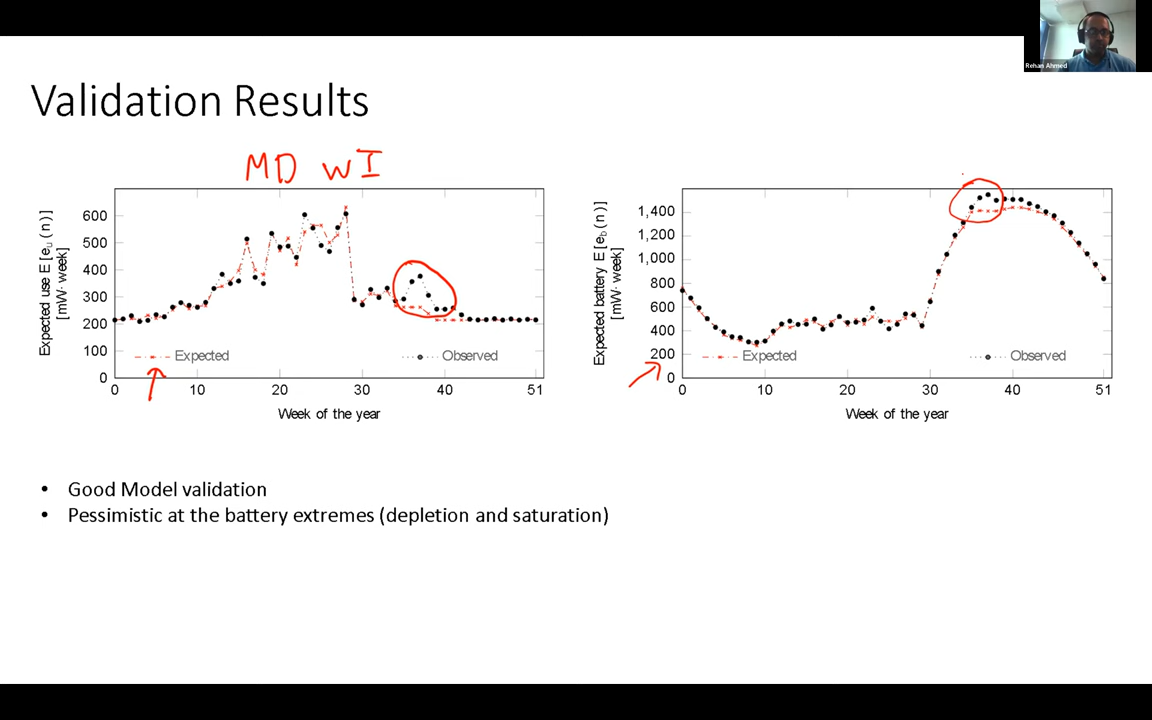 Rehan Ahmed
Validation Results
MD WI
Expected use E [eu (n)]
[mW· week]
600
500
400
300
200
100
0
Expected
Observed
0 10 20 30 40 51
Week of the year
Expected battery E [eb (n)]
[mW· week]
1,400
1,200
1,000
800
600
400
200
0
Expected
Observed
0 10 20 30 40 51
Week of the year
• Good Model validation
• Pessimistic at the battery extremes (depletion and saturation)